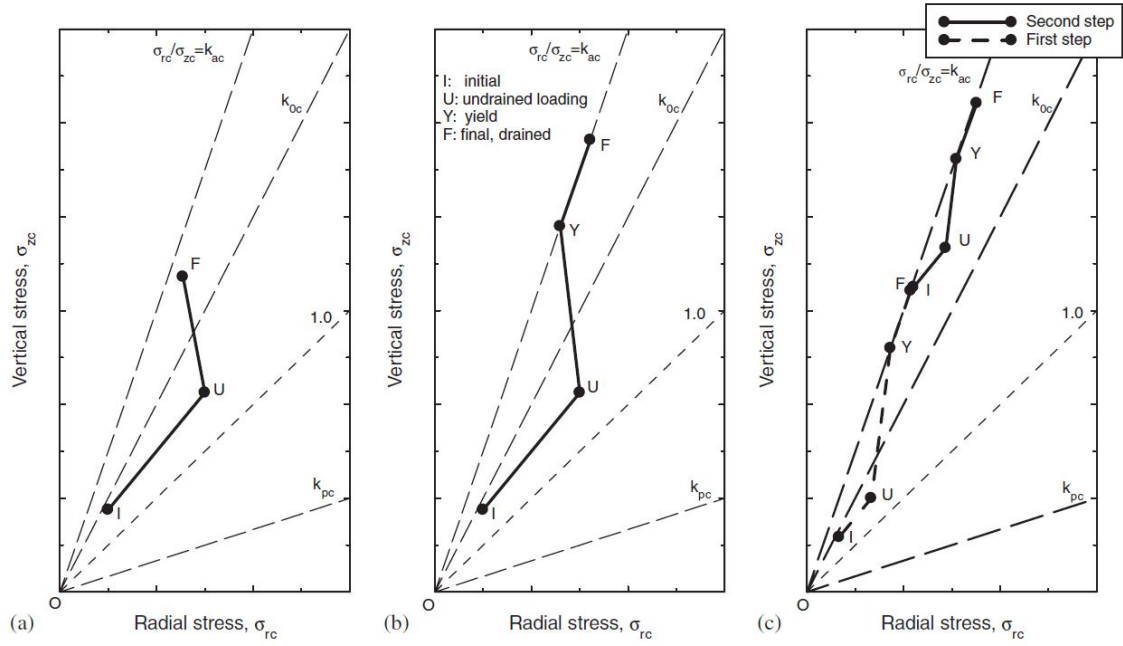 Second step
First step
σrc/σzc=kac
k0c
F
U
I
1.0
kpc
O
Vertical stress, σzc
Radial stress, σrc
(a)
σrc/σzc=kac
I: initial
U: undrained loading
Y: yield
F: final, drained
k0c
F
Y
U
I
1.0
kpc
O
Vertical stress, σzc
Radial stress, σrc
(b)
σrc/σzc=kac
k0c
F
Y
U
F
I
Y
U
I
1.0
kpc
O
Vertical stress, σzc
Radial stress, σrc
(c)